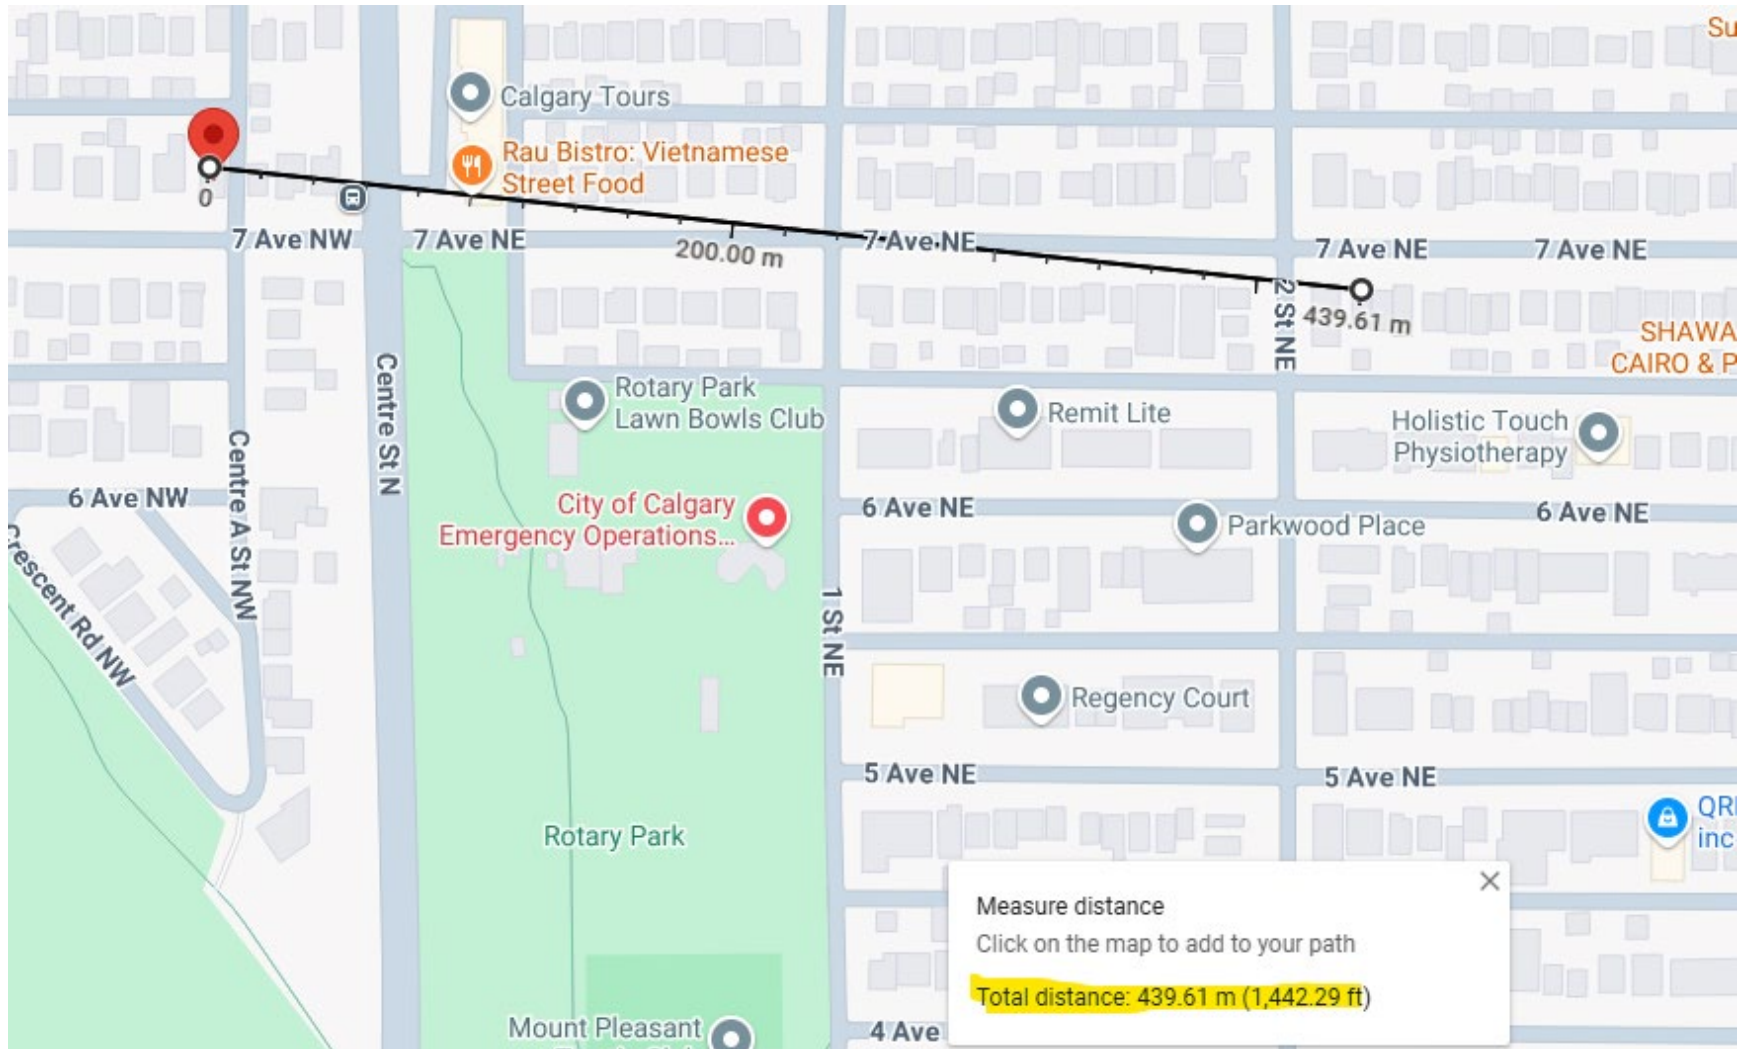 Su
Calgary Tours
Rau Bistro: Vietnamese
Street Food
0
7 Ave NW
7 Ave NE
200.00 m
7 Ave NE
7 Ave NE
7 Ave NE
2 St NE
439.61 m
SHAWA
CAIRO & P
Centre St N
Rotary Park
Lawn Bowls Club
Remit Lite
Holistic Touch
Physiotherapy
Centre A St NW
6 Ave NW
City of Calgary
Emergency Operations...
6 Ave NE
6 Ave NE
Parkwood Place
Crescent Rd NW
1 St NE
Regency Court
5 Ave NE
5 Ave NE
QRI
inc
Rotary Park
Measure distance
Click on the map to add to your path
Total distance: 439.61 m (1,442.29 ft)
Mount Pleasant
4 Ave